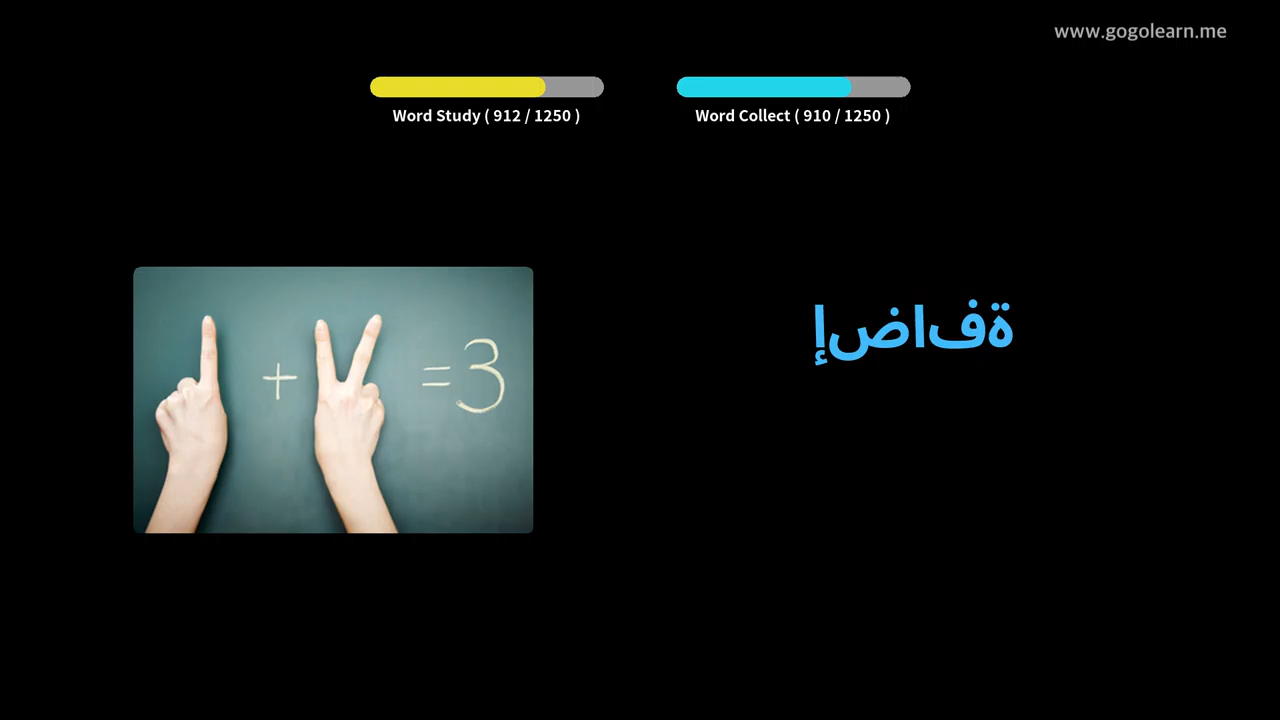 www.gogolearn.me
Word Study ( 912 / 1250 )
Word Collect ( 910 / 1250 )
+ = 3
ةفاضإ